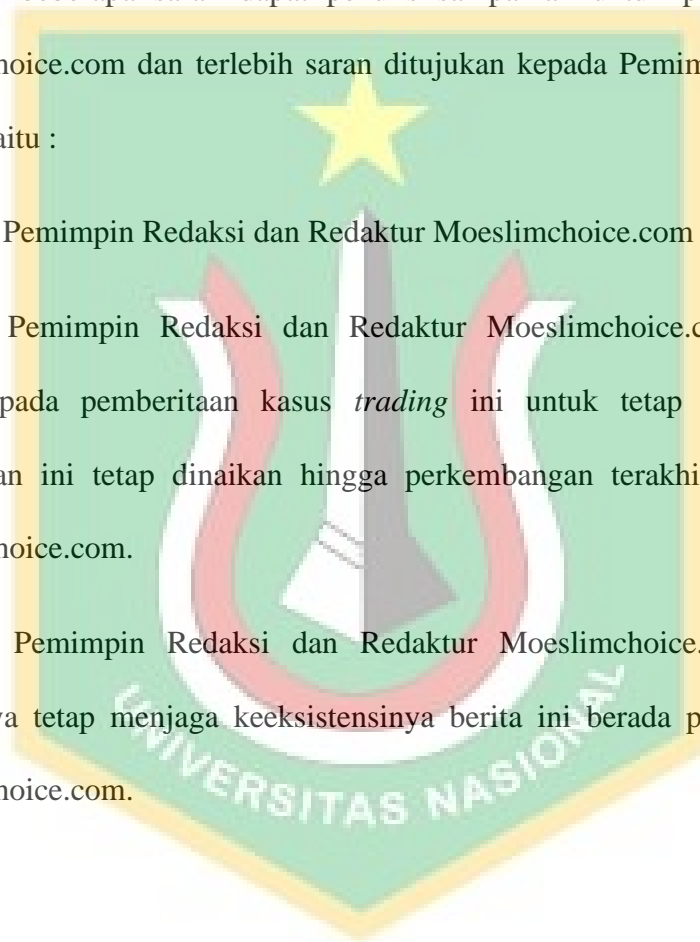 hoice.com dan terlebih saran ditujukan kepada Pemim
aitu :
Pemimpin Redaksi dan Redaktur Moeslimchoice.com
Pemimpin Redaksi dan Redaktur Moeslimchoice.c
pada pemberitaan kasus trading ini untuk tetap
an ini tetap dinaikan hingga perkembangan terakhi
hoice.com.
Pemimpin Redaksi dan Redaktur Moeslimchoice.
ya tetap menjaga keeksistensinya berita ini berada p
hoice.com.
UNIVERSITAS NASIONAL